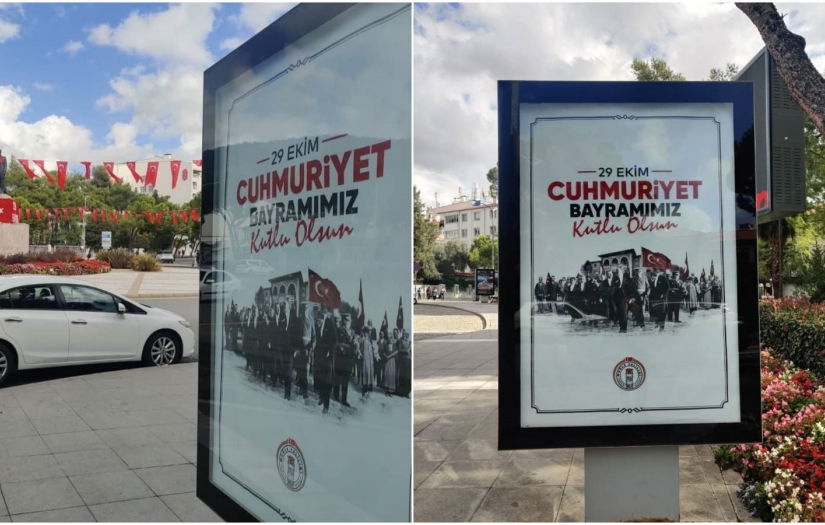 29 EKİM
CUHMURİYET
BAYRAMIMIZ
Kutlu Olsun
29 EKİM
CUHMURİYET
BAYRAMIMIZ
Kutlu Olsun